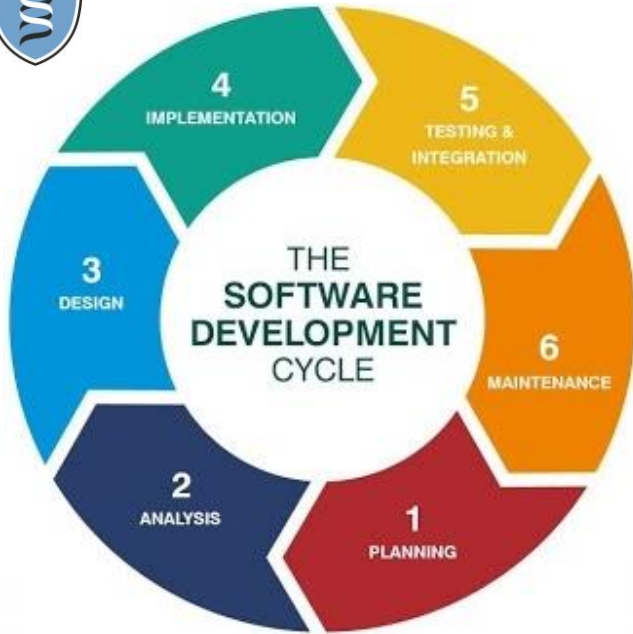 THE
SOFTWARE
DEVELOPMENT
CYCLE
1
PLANNING
2
ANALYSIS
3
DESIGN
4
IMPLEMENTATION
5
TESTING &
INTEGRATION
6
MAINTENANCE